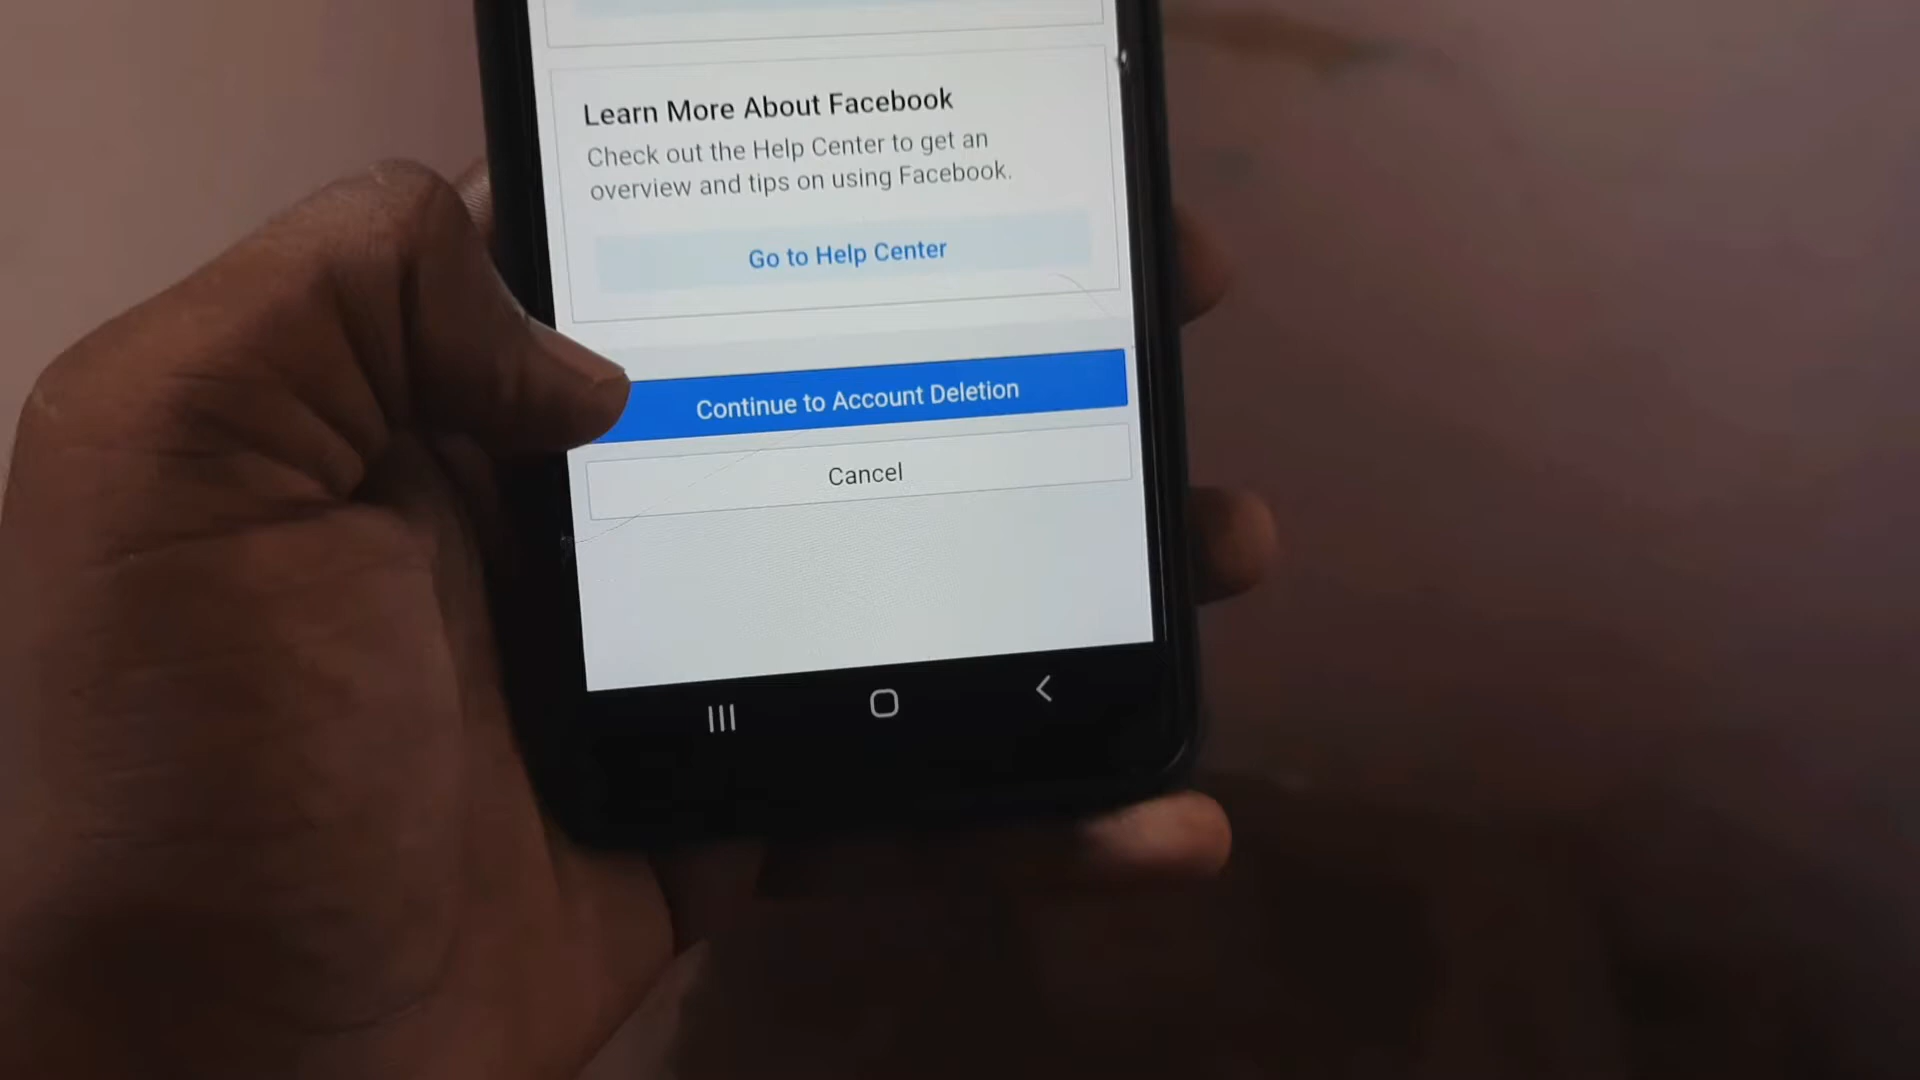 Learn More About Facebook
Check out the Help Center to get an
overview and tips on using Facebook.
Go to Help Center
Continue to Account Deletion
Cancel